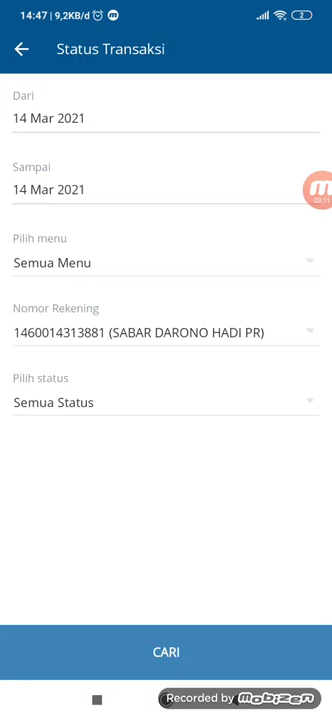 14:47 | 9,2KB/d
2
Status Transaksi
Dari
14 Mar 2021
Sampai
14 Mar 2021
03:11
Pilih menu
Semua Menu
Nomor Rekening
1460014313881 (SABAR DARONO HADI PR)
Pilih status
Semua Status
CARI
Recorded by mobizen